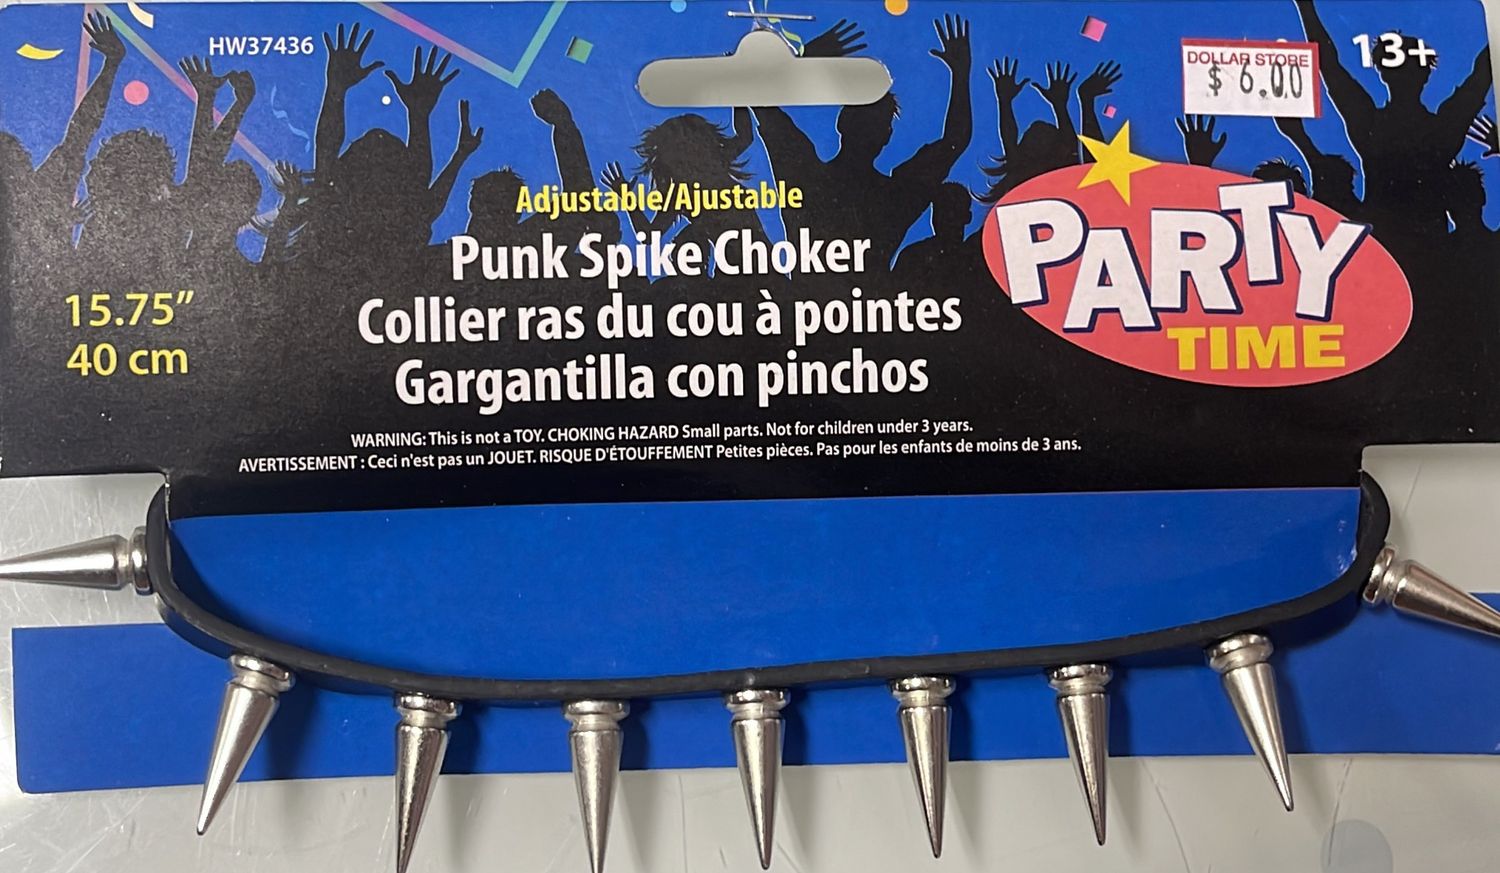 HW37436
DOLLAR STORE
$ 6.00
13+
Adjustable/Ajustable
Punk Spike Choker
Collier ras du cou à pointes
Gargantilla con pinchos
15.75”
40 cm
PARTY
TIME
WARNING: This is not a TOY. CHOKING HAZARD Small parts. Not for children under 3 years.
AVERTISSEMENT : Ceci n'est pas un JOUET. RISQUE D'ÉTOUFFEMENT Petites pièces. Pas pour les enfants de moins de 3 ans.